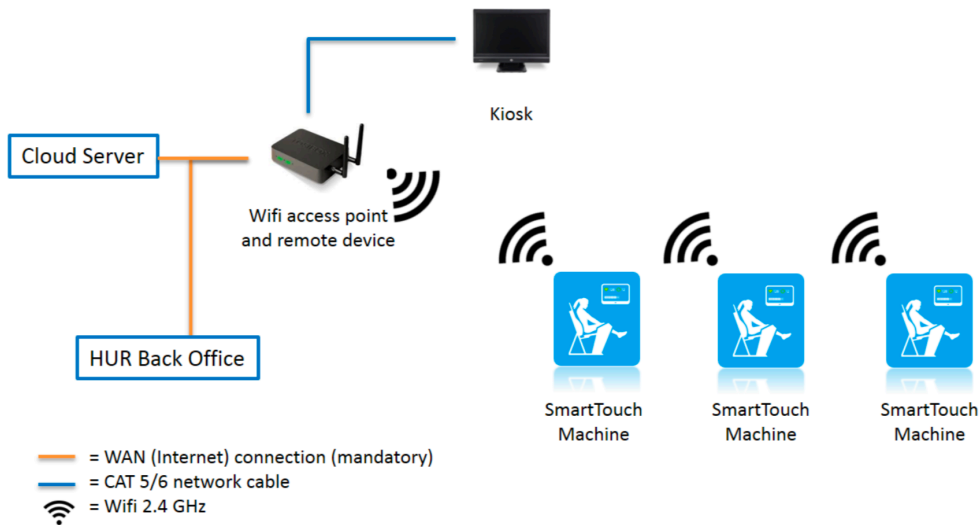 Kiosk
Cloud Server
Wifi access point
and remote device
HUR Back Office
SmartTouch
Machine
SmartTouch
Machine
SmartTouch
Machine
= WAN (Internet) connection (mandatory)
= CAT 5/6 network cable
= Wifi 2.4 GHz